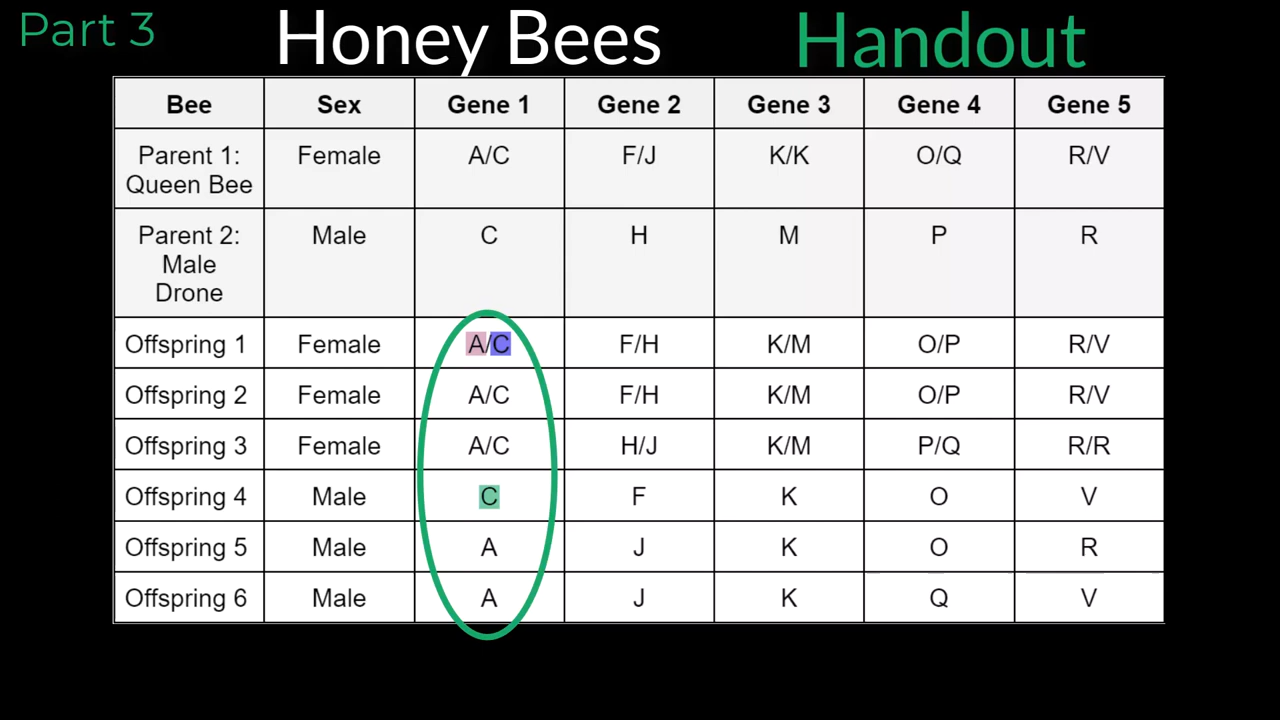 Part 3
Honey Bees
Handout
Bee Sex Gene 1 Gene 2 Gene 3 Gene 4 Gene 5
Parent 1: Female A/C F/J K/K O/Q R/V
Queen Bee
Parent 2: Male C H M P R
Male
Drone
Offspring 1 Female A/C F/H K/M O/P R/V
Offspring 2 Female A/C F/H K/M O/P R/V
Offspring 3 Female A/C H/J K/M P/Q R/R
Offspring 4 Male C F K O V
Offspring 5 Male A J K O R
Offspring 6 Male A J K Q V